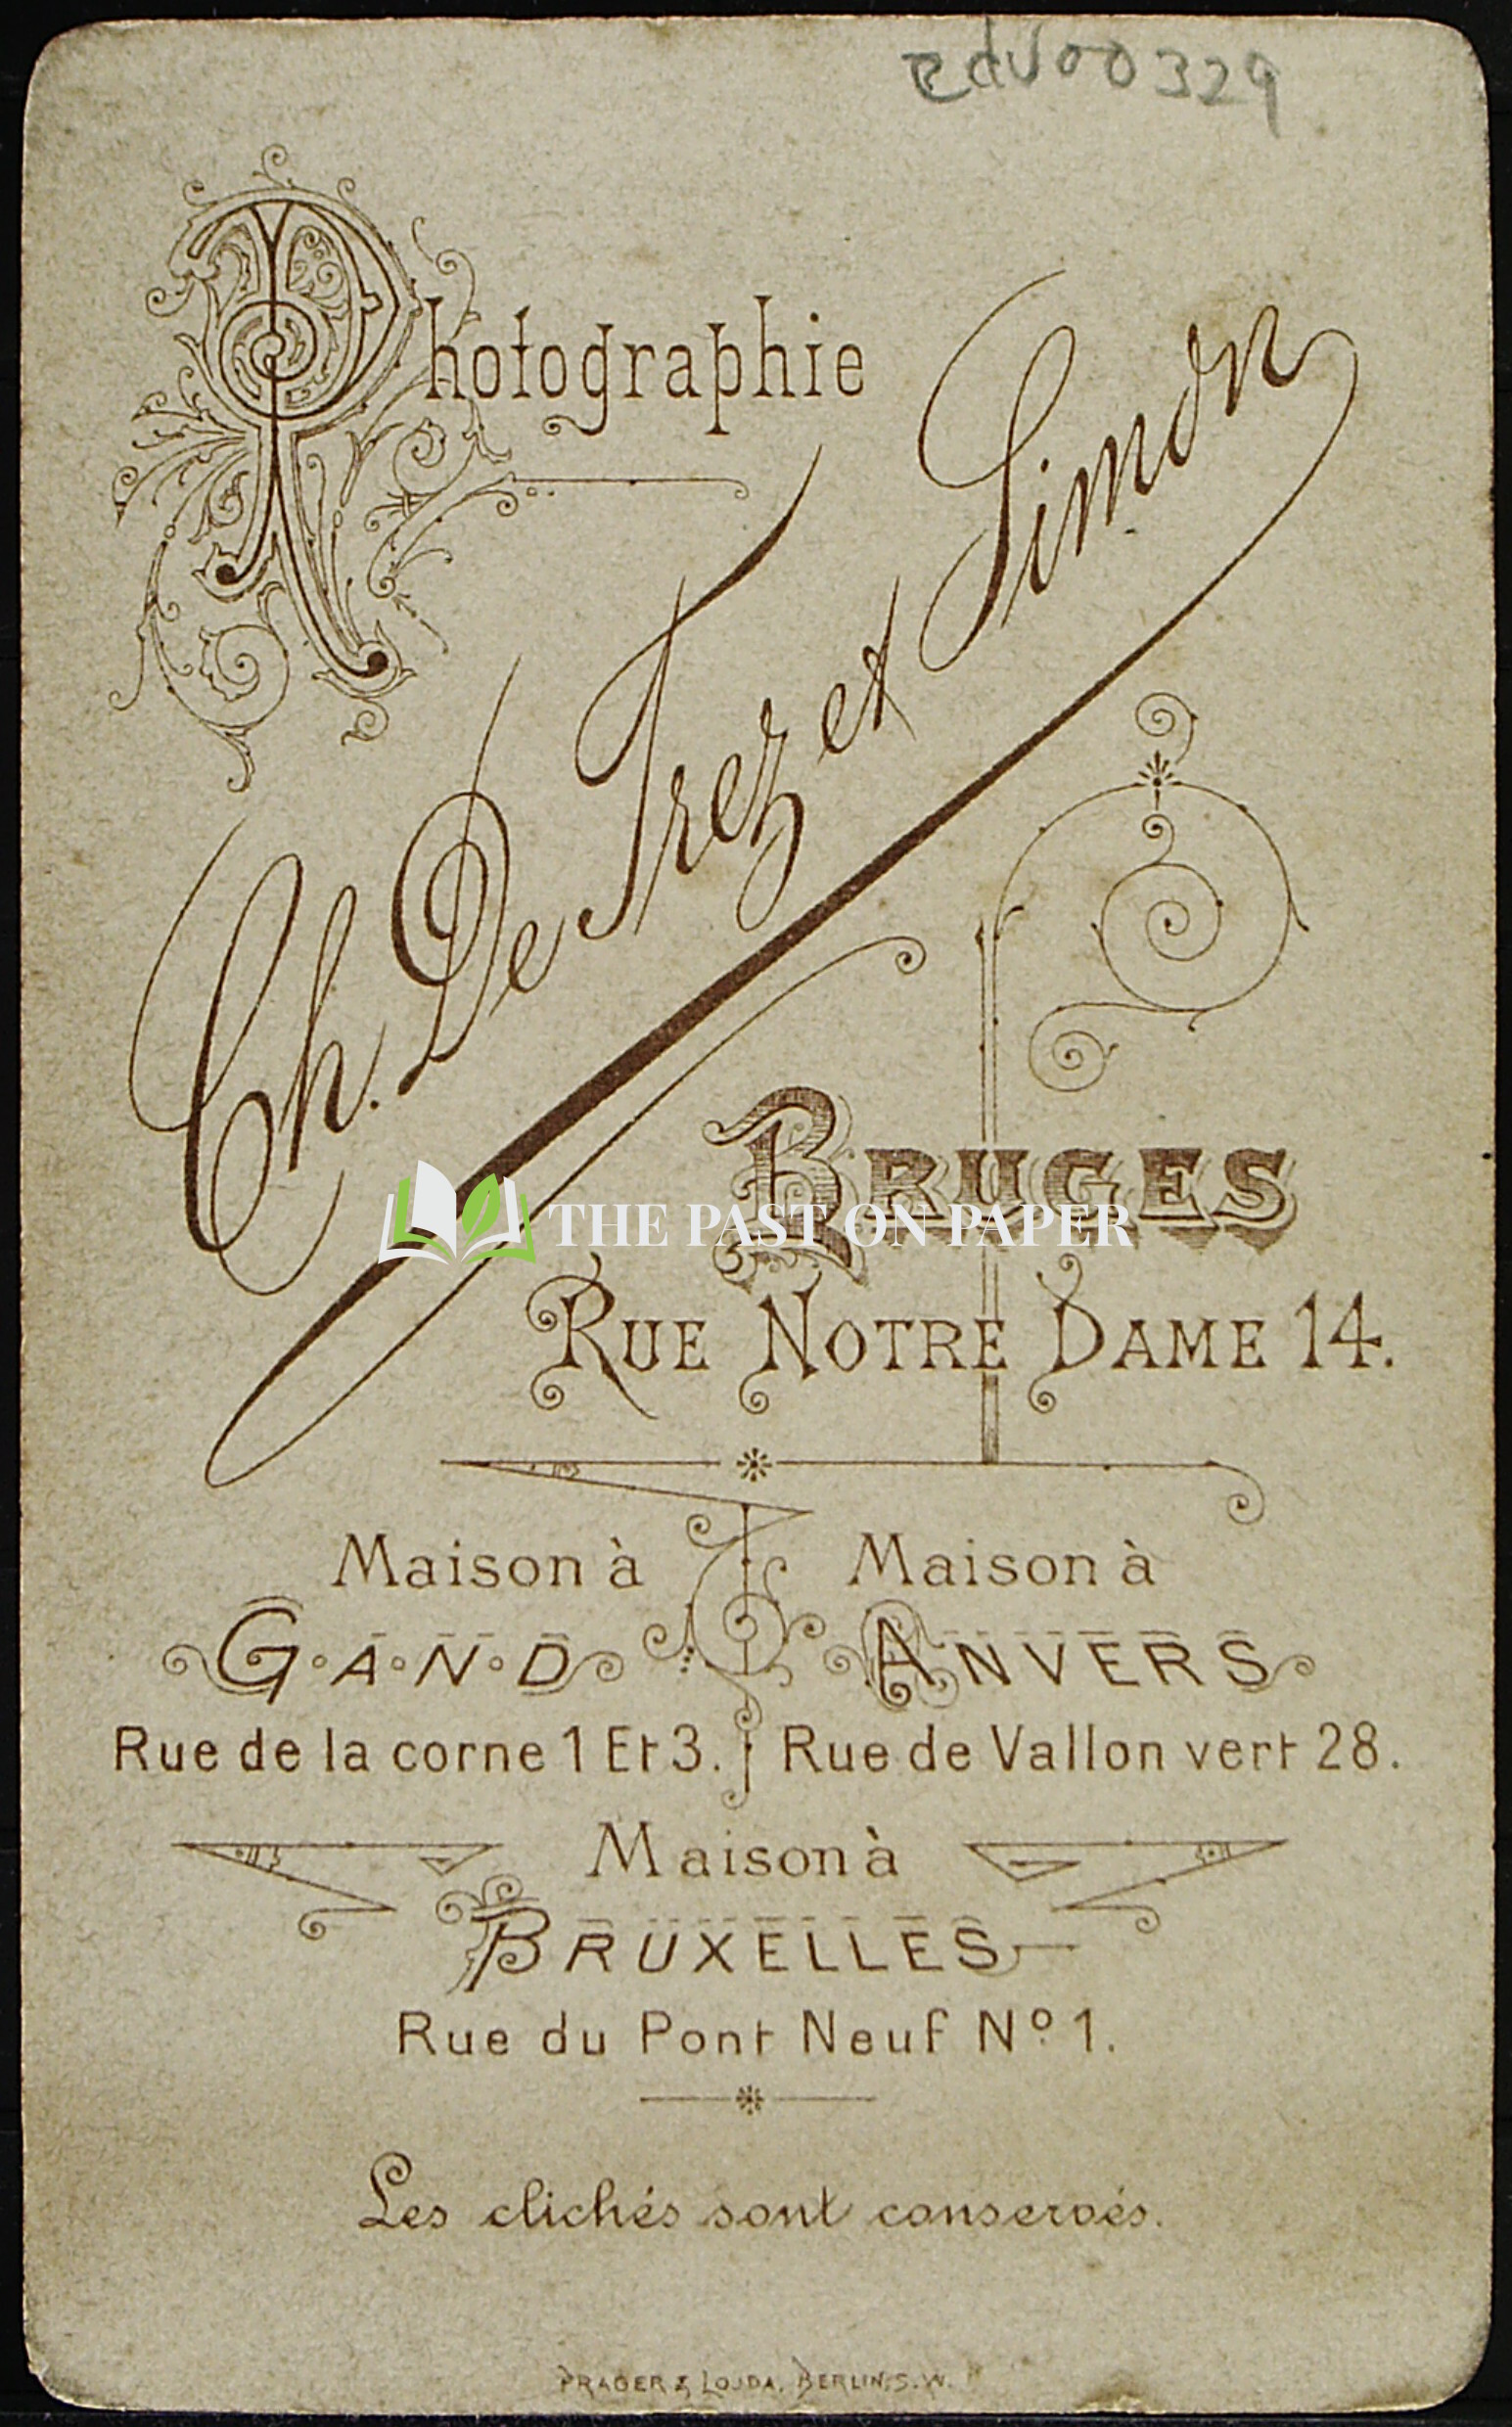 cdv00329
Photographie
Ch. De Trez et Simon
BRUGES
THE PAST ON PAPER
RUE NOTRE DAME 14.
Maison à
GAND
Rue de la corne 1 Et 3.
Maison à
ANVERS
Rue de Vallon vert 28.
Maison à
BRUXELLES
Rue du Pont Neuf Nº 1.
Les clichés sont conservés.
PRAGER & LOJDA, BERLIN, S.W.